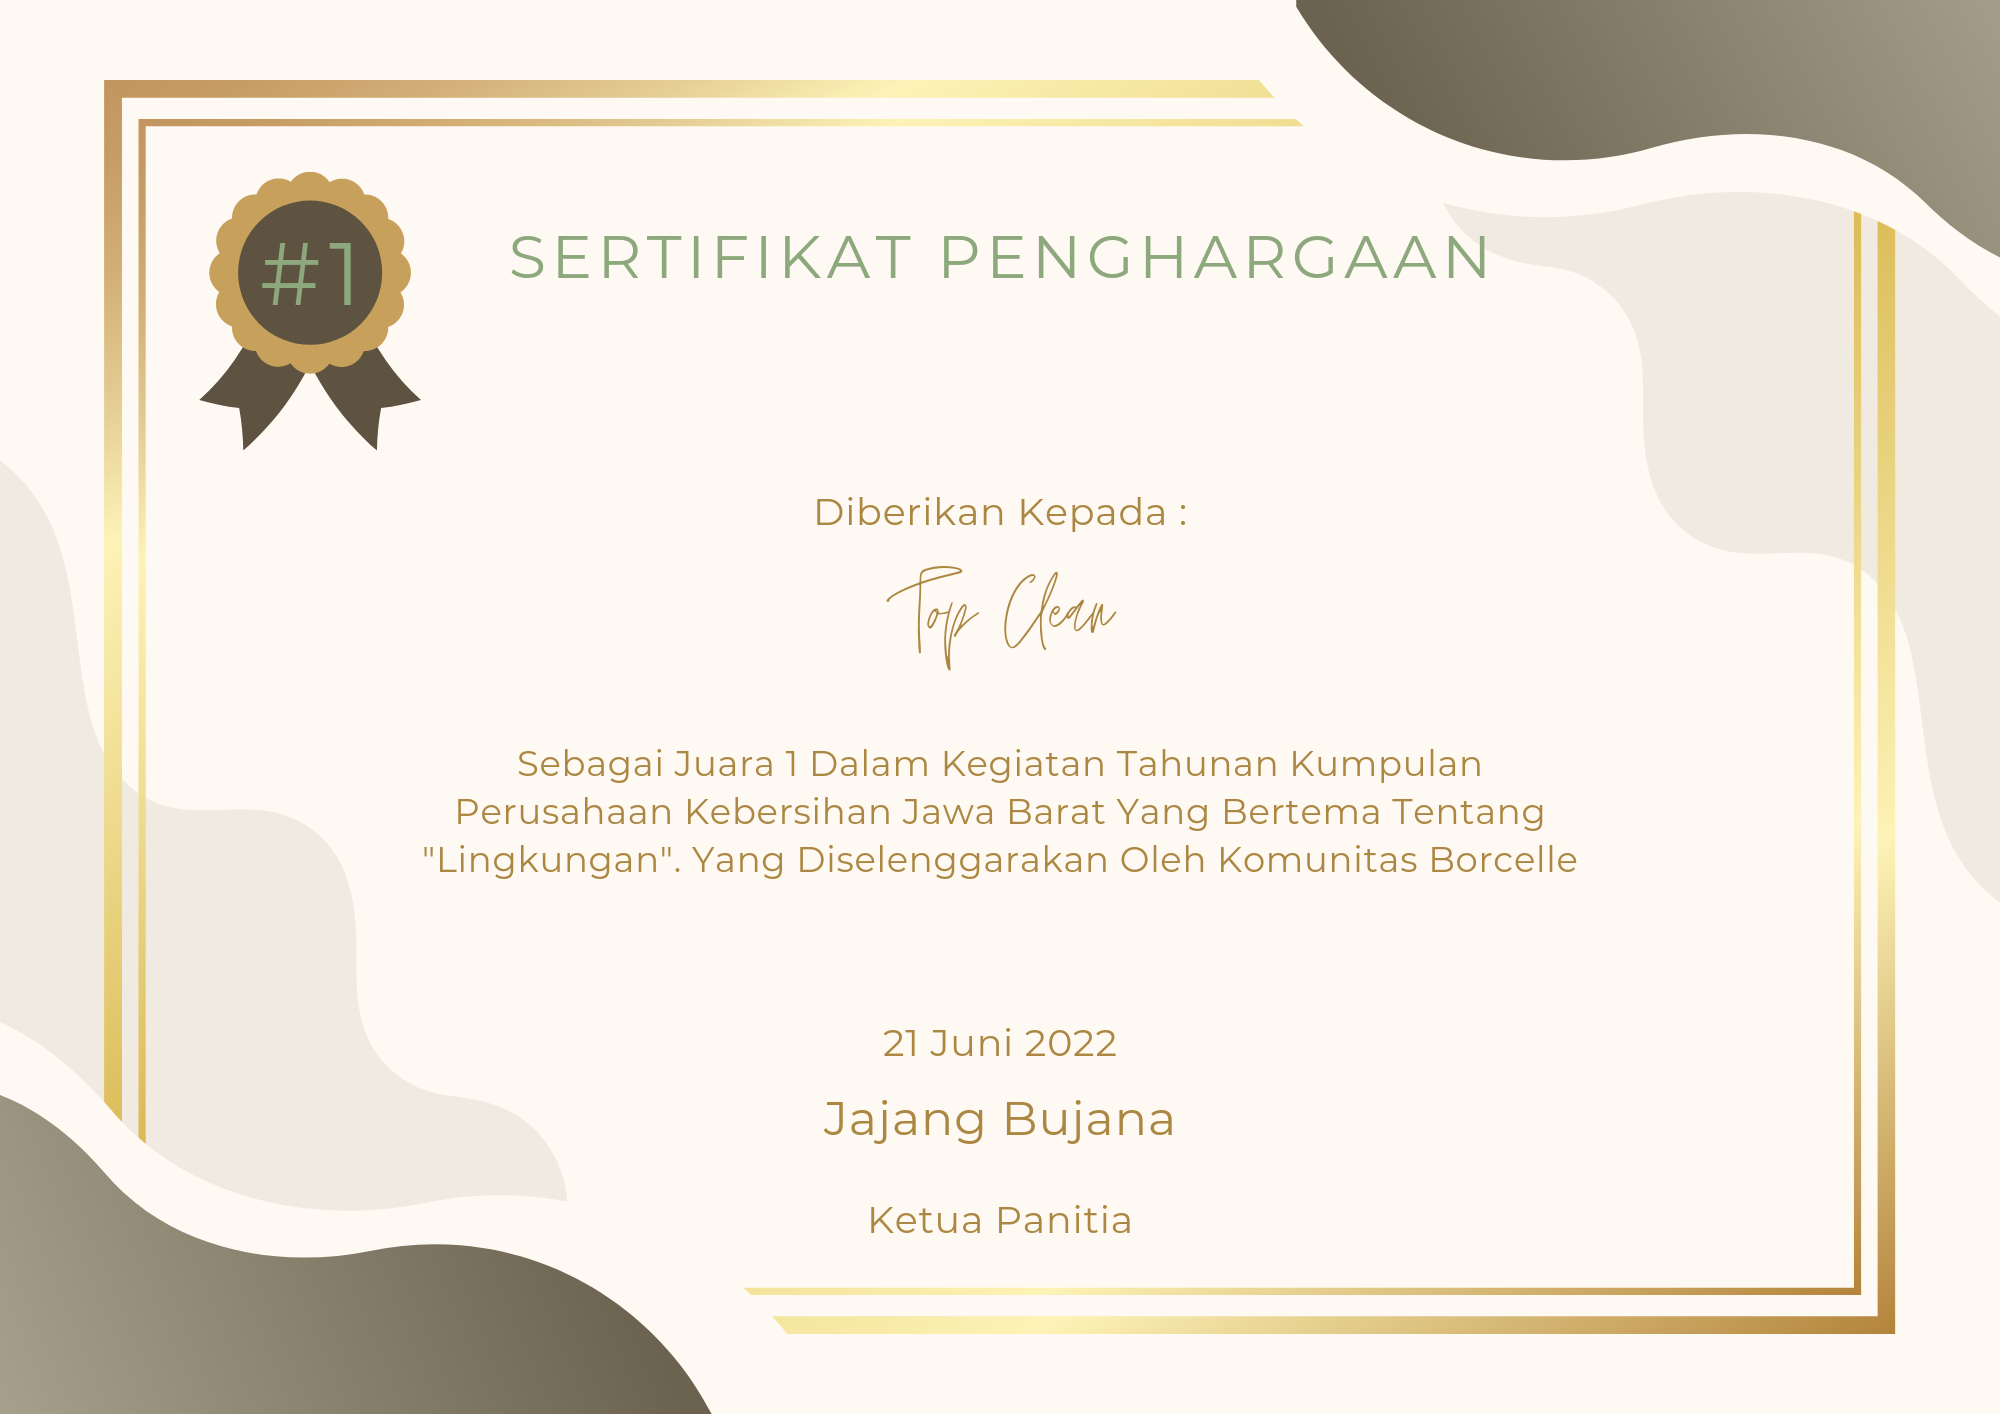 #1
SERTIFIKAT PENGHARGAAN
Diberikan Kepada :
Top Clean
Sebagai Juara 1 Dalam Kegiatan Tahunan Kumpulan
Perusahaan Kebersihan Jawa Barat Yang Bertema Tentang
"Lingkungan". Yang Diselenggarakan Oleh Komunitas Borcelle
21 Juni 2022
Jajang Bujana
Ketua Panitia